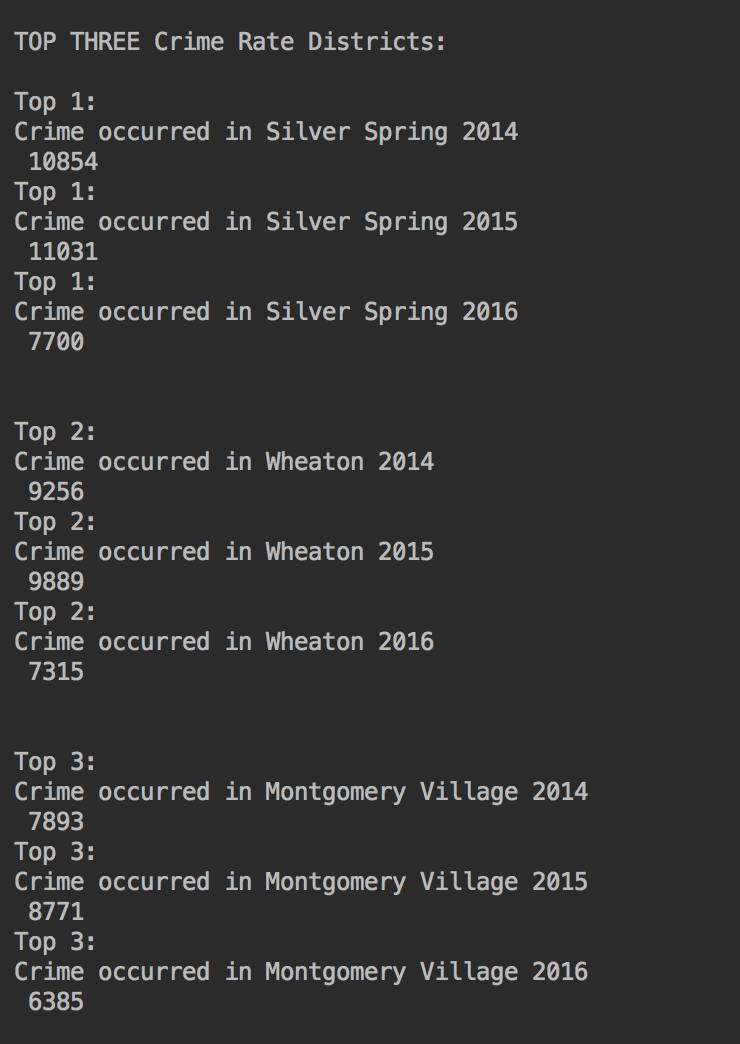 TOP THREE Crime Rate Districts:
Top 1:
Crime occurred in Silver Spring 2014
10854
Top 1:
Crime occurred in Silver Spring 2015
11031
Top 1:
Crime occurred in Silver Spring 2016
7700
Top 2:
Crime occurred in Wheaton 2014
9256
Top 2:
Crime occurred in Wheaton 2015
9889
Top 2:
Crime occurred in Wheaton 2016
7315
Top 3:
Crime occurred in Montgomery Village 2014
7893
Top 3:
Crime occurred in Montgomery Village 2015
8771
Top 3:
Crime occurred in Montgomery Village 2016
6385